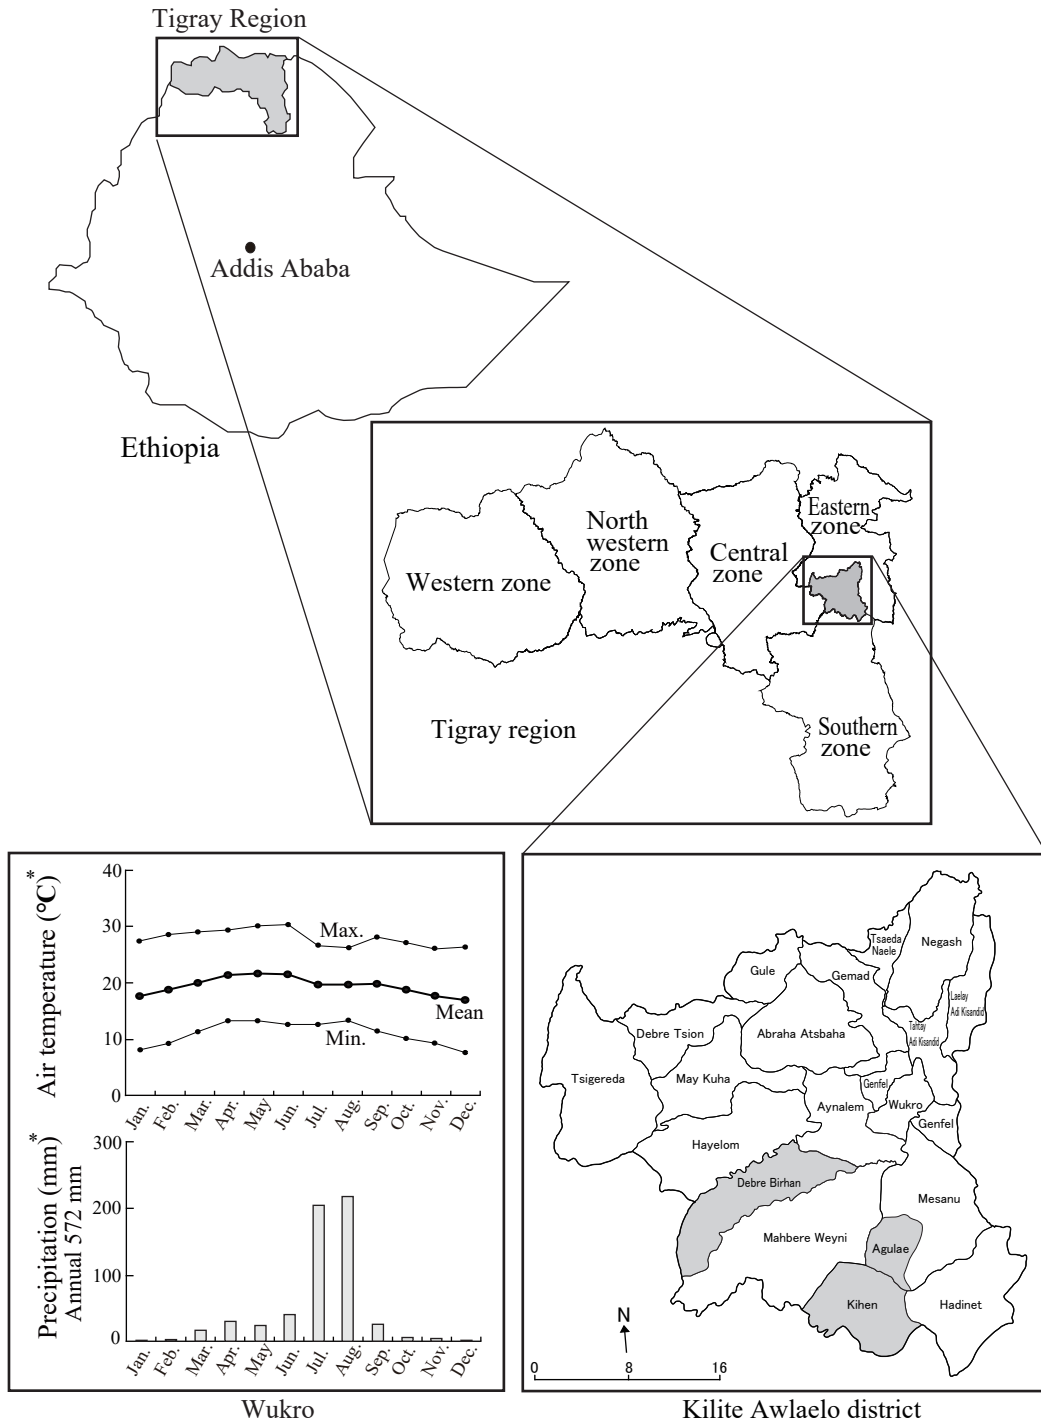 Tigray Region
Addis Ababa
Ethiopia
Eastern
zone
North
western
zone
Central
zone
Western zone
Tigray region
Southern
zone
Air temperature (℃)*
40
30
20
10
0
Max.
Mean
Min.
Jan.
Feb.
Mar.
Apr.
May
Jun.
Jul.
Aug.
Sep.
Oct.
Nov.
Dec.
Precipitation (mm)*
Annual 572 mm
300
200
100
0
Jan.
Feb.
Mar.
Apr.
May
Jun.
Jul.
Aug.
Sep.
Oct.
Nov.
Dec.
Wukro
Tsaeda
Naele
Negash
Gule
Gemad
Laelay
Adi Kisandid
Tahtay
Adi Kisandid
Debre Tsion
Abraha Atsbaha
Tsigereda
May Kuha
Genfel
Aynalem
Wukro
Genfel
Hayelom
Debre Birhan
Mesanu
Mahbere Weyni
Agulae
Kihen
Hadinet
N
0
8
16
Kilite Awlaelo district